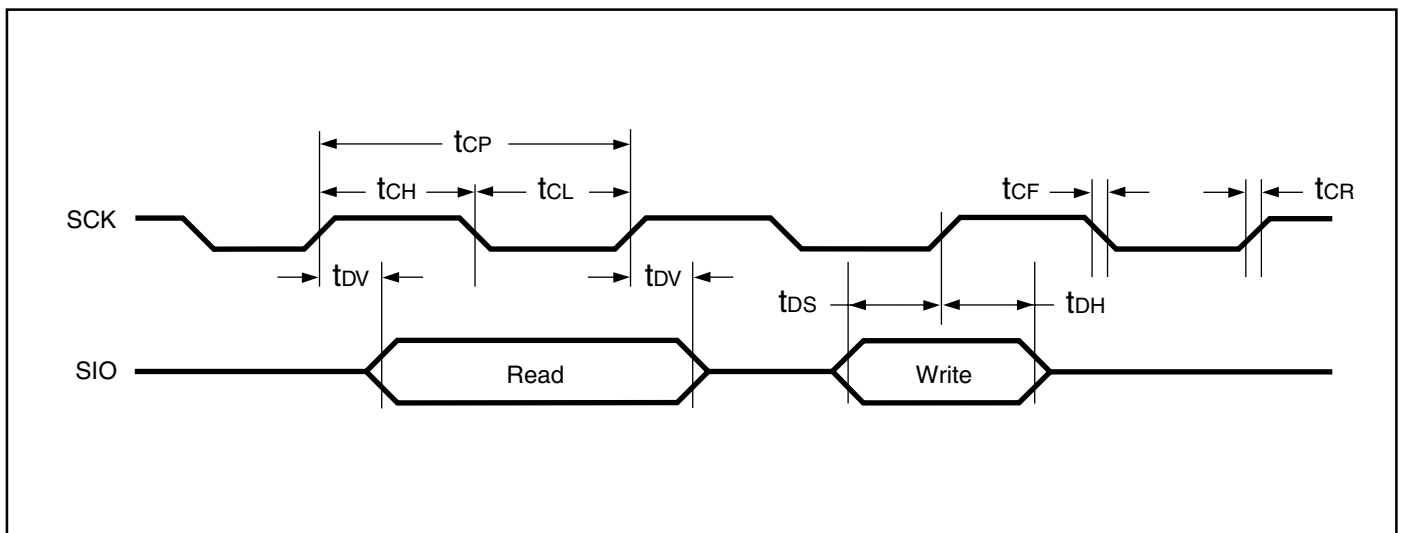 tCP
tCH tCL tCF tCR
SCK
tDV tDV tDS tDH
SIO Read Write